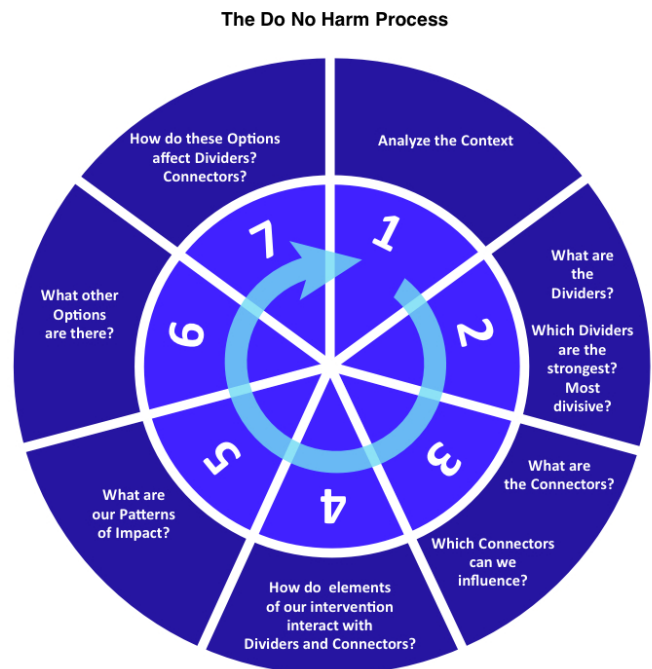 The Do No Harm Process
1
Analyze the Context
2
What are
the
Dividers?
Which Dividers
are the
strongest?
Most
divisive?
3
What are
the Connectors?
Which Connectors
can we
influence?
4
How do elements
of our intervention
interact with
Dividers and Connectors?
5
What are
our Patterns
of Impact?
6
What other
Options
are there?
7
How do these Options
affect Dividers?
Connectors?